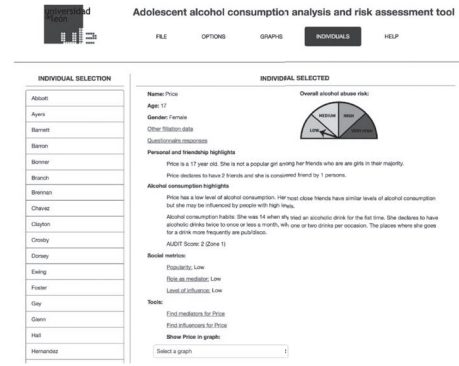 universidad
de león
Adolescent alcohol consumption analysis and risk assessment tool
FILE
OPTIONS
GRAPHS
INDIVIDUALS
HELP
INDIVIDUAL SELECTION
Abbott
Ayers
Barnett
Barron
Bonner
Branch
Brennan
Chavez
Clayton
Crosby
Dorsey
Ewing
Foster
Gay
Glenn
Hall
Hernandez
INDIVIDUAL SELECTED
Name: Price
Age: 17
Gender: Female
Other filiation data
Questionnaire responses
Overall alcohol abuse risk:
LOW
MEDIUM
HIGH
VERY HIGH
Personal and friendship highlights
Price is a 17 year old. She is not a popular girl among her friends who are are girls in their majority.
Price declares to have 2 friends and she is considered friend by 1 persons.
Alcohol consumption highlights
Price has a low level of alcohol consumption. Her most close friends have similar levels of alcohol consumption
but she may be influenced by people with high levels.
Alcohol consumption habits: She was 14 when she tried an alcoholic drink for the fist time. She declares to have
alcoholic drinks twice to once or less a month, with one or two drinks per occasion. The places where she goes
for a drink more frequently are pub/disco.
AUDIT Score: 2 (Zone 1)
Social metrics:
Popularity: Low
Role as mediator: Low
Level of influence: Low
Tools:
Find mediators for Price
Find influencers for Price
Show Price in graph:
Select a graph